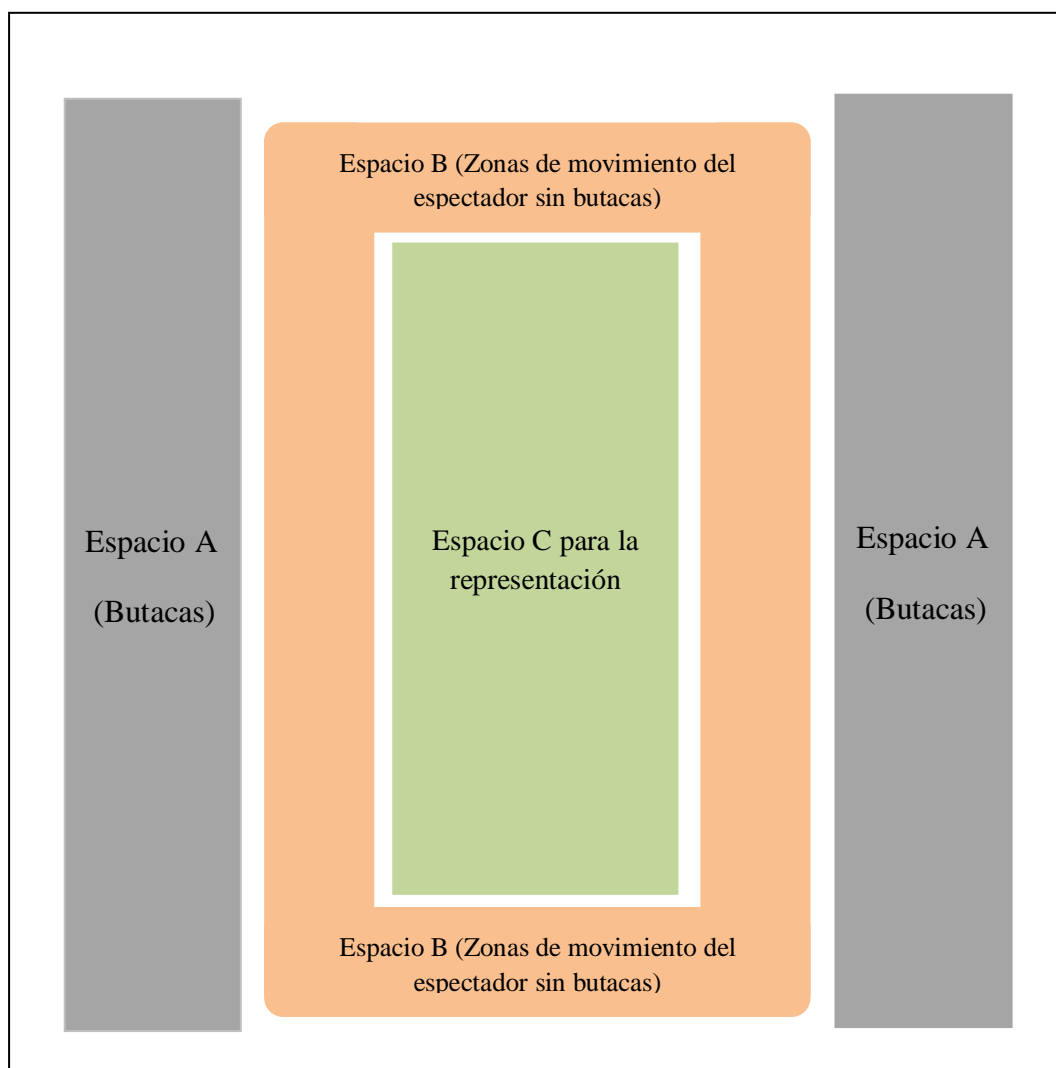 Espacio B (Zonas de movimiento del
espectador sin butacas)
Espacio A
(Butacas)
Espacio C para la
representación
Espacio A
(Butacas)
Espacio B (Zonas de movimiento del
espectador sin butacas)